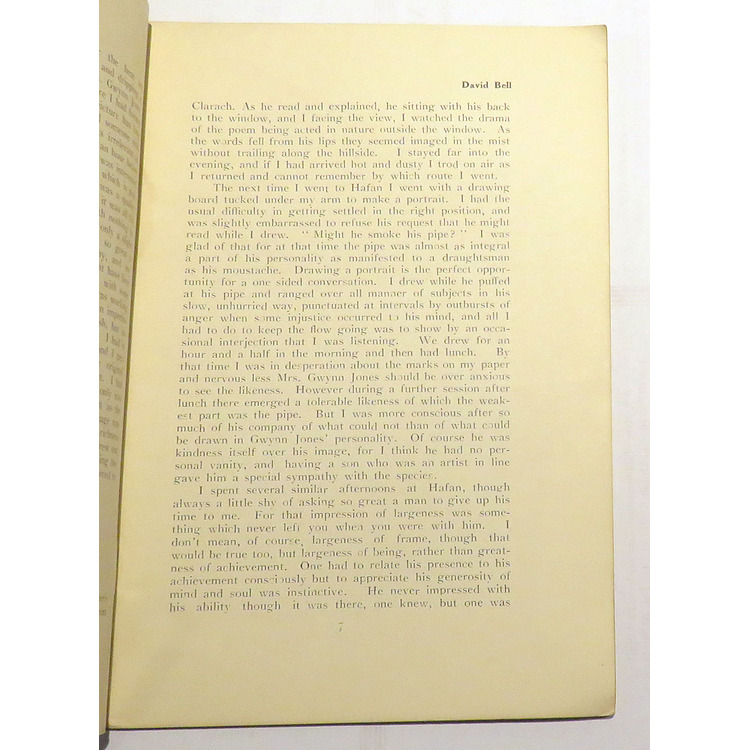 David Bell
Clarach. As he read and explained, he sitting with his back
to the window, and I facing the view, I watched the drama
of the poem being acted in nature outside the window. As
the words fell from his lips they seemed imaged in the mist
without trailing along the hillside. I stayed far into the
evening, and if I had arrived hot and dusty I trod on air as
I returned and cannot remember by which route I went.
The next time I went to Hafan I went with a drawing
board tucked under my arm to make a portrait. I had the
usual difficulty in getting settled in the right position, and
was slightly embarrassed to refuse his request that he might
read while I drew. " Might he smoke his pipe? " I was
glad of that for at that time the pipe was almost as integral
a part of his personality as manifested to a draughtsman
as his moustache. Drawing a portrait is the perfect oppor-
tunity for a one sided conversation. I drew while he puffed
at his pipe and ranged over all manner of subjects in his
slow, unhurried way, punctuated at intervals by outbursts of
anger when some injustice occurred to his mind, and all I
had to do to keep the flow going was to show by an occa-
sional interjection that I was listening. We drew for an
hour and a half in the morning and then had lunch. By
that time I was in desperation about the marks on my paper
and nervous less Mrs. Gwynn Jones should be over anxious
to see the likeness. However during a further session after
lunch there emerged a tolerable likeness of which the weak-
est part was the pipe. But I was more conscious after so
much of his company of what could not than of what could
be drawn in Gwynn Jones' personality. Of course he was
kindness itself over his image, for I think he had no per-
sonal vanity, and having a son who was an artist in line
gave him a special sympathy with the species.
I spent several similar afternoons at Hafan, though
always a little shy of asking so great a man to give up his
time to me. For that impression of largeness was some-
thing which never left you when you were with him. I
don't mean, of course, largeness of frame, though that
would be true too, but largeness of being, rather than great-
ness of achievement. One had to relate his presence to his
achievement consciously but to appreciate his generosity of
mind and soul was instinctive. He never impressed with
his ability though it was there, one knew, but one was
7